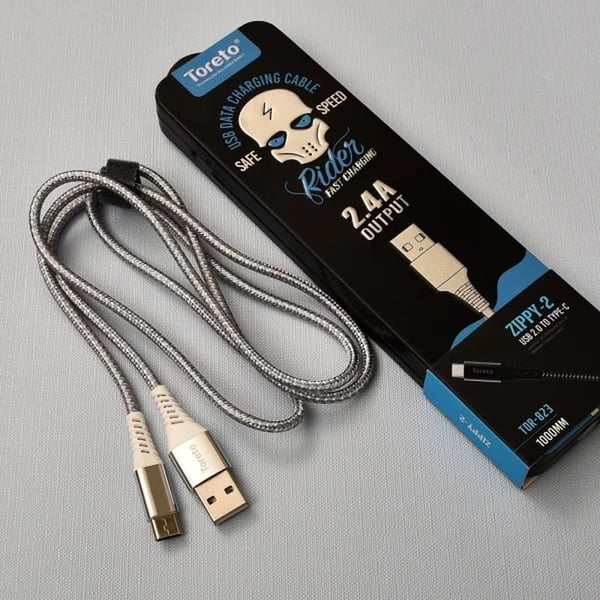 Toreto®
USB DATA CHARGING CABLE
SAFE
SPEED
Rider
FAST CHARGING
2.4A
OUTPUT
ZIPPY-2
USB 2.0 TO TYPE-C
Toreto
TOR-823
1000MM
ZIPPY-2
Toreto